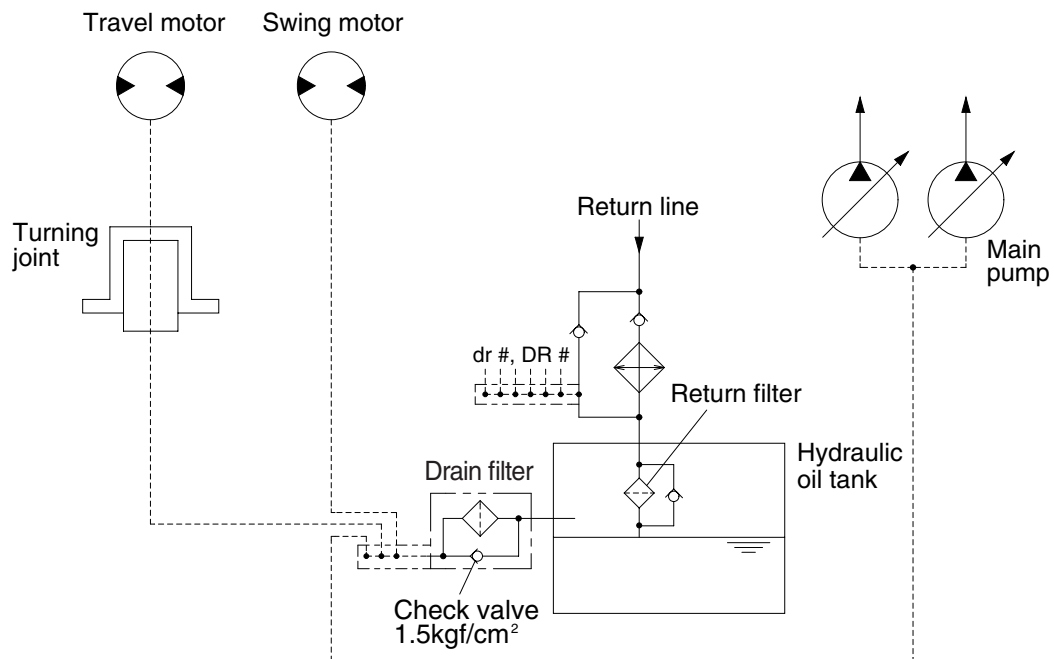 Travel motor
Swing motor
Turning
joint
Return line
Main
pump
dr #, DR #
Return filter
Hydraulic
oil tank
Drain filter
Check valve
1.5kgf/cm²